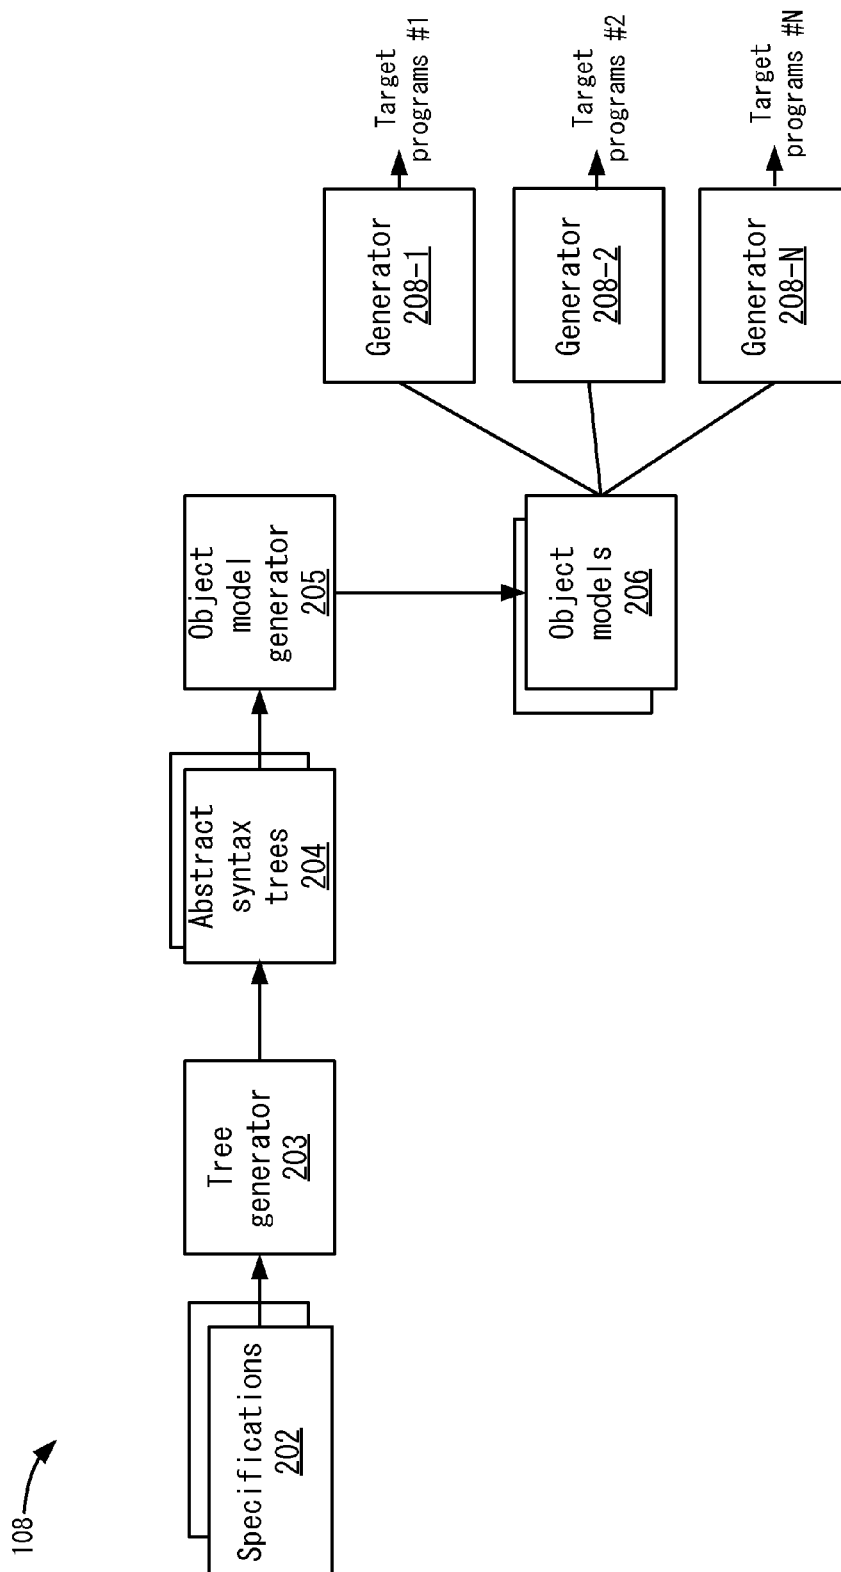 108
Specifications
202
Tree
generator
203
Abstract
syntax
trees
204
Object
model
generator
205
Object
models
206
Generator
208-1
Target
programs #1
Generator
208-2
Target
programs #2
Generator
208-N
Target
programs #N